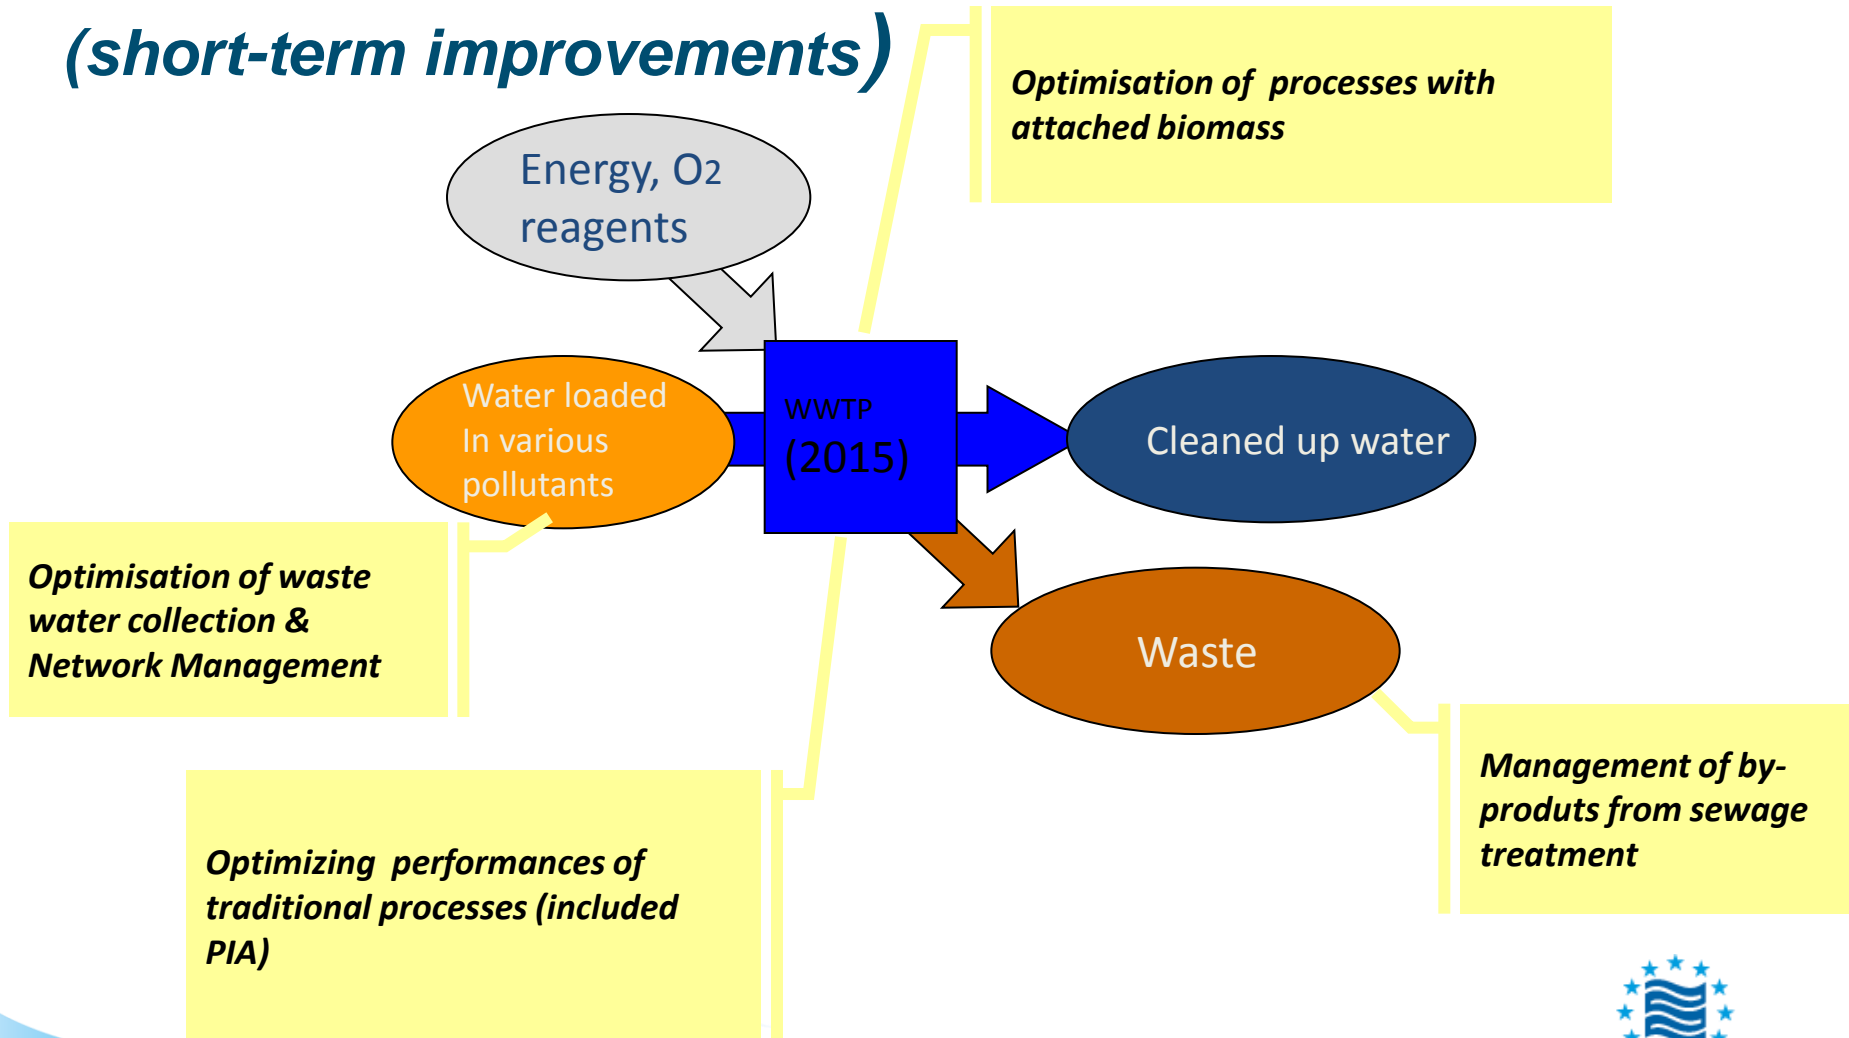 (short-term improvements)
Optimisation of processes with
attached biomass
Energy, O2
reagents
Water loaded
In various
pollutants
WWTP
(2015)
Cleaned up water
Optimisation of waste
water collection &
Network Management
Waste
Management of by-
produts from sewage
treatment
Optimizing performances of
traditional processes (included
PIA)